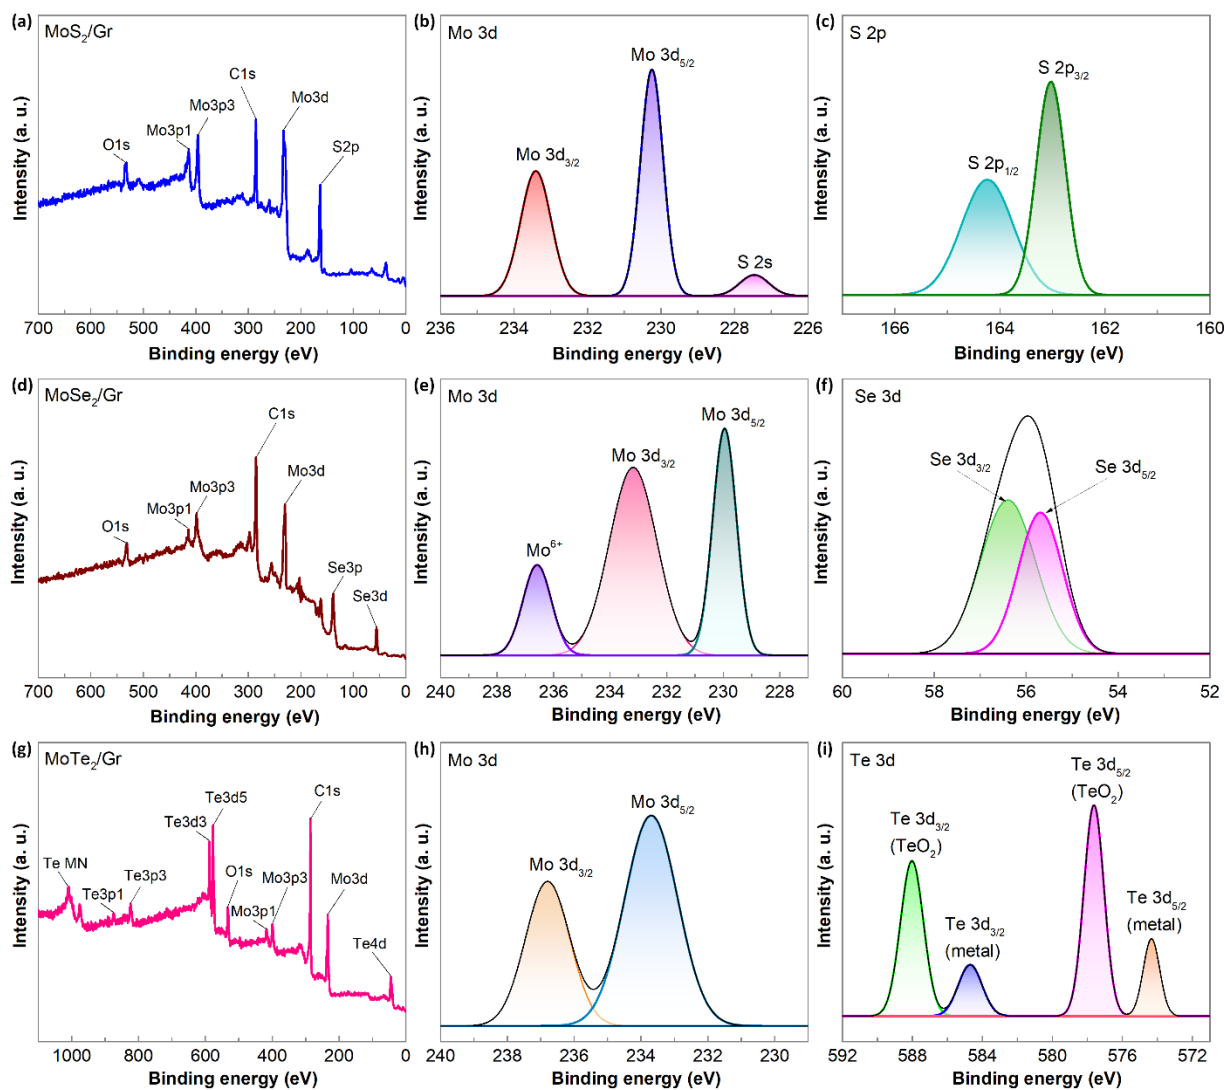 (a) MoS₂/Gr
O1s
Mo3p1
Mo3p3
C1s
Mo3d
S2p
Intensity (a. u.)
700 600 500 400 300 200 100 0
Binding energy (eV)
(b) Mo 3d
Mo 3d₃/₂
Mo 3d₅/₂
S 2s
Intensity (a. u.)
236 234 232 230 228 226
Binding energy (eV)
(c) S 2p
S 2p₁/₂
S 2p₃/₂
Intensity (a. u.)
166 164 162 160
Binding energy (eV)
(d) MoSe₂/Gr
O1s
Mo3p1
Mo3p3
C1s
Mo3d
Se3p
Se3d
Intensity (a. u.)
700 600 500 400 300 200 100 0
Binding energy (eV)
(e) Mo 3d
Mo⁶⁺
Mo 3d₃/₂
Mo 3d₅/₂
Intensity (a. u.)
240 238 236 234 232 230 228
Binding energy (eV)
(f) Se 3d
Se 3d₃/₂
Se 3d₅/₂
Intensity (a. u.)
60 58 56 54 52
Binding energy (eV)
(g) MoTe₂/Gr
Te MN
Te3p1
Te3p3
Te3d3
Te3d5
O1s
Mo3p1
Mo3p3
C1s
Mo3d
Te4d
Intensity (a. u.)
1000 800 600 400 200 0
Binding energy (eV)
(h) Mo 3d
Mo 3d₃/₂
Mo 3d₅/₂
Intensity (a. u.)
240 238 236 234 232 230
Binding energy (eV)
(i) Te 3d
Te 3d₃/₂
(TeO₂)
Te 3d₃/₂
(metal)
Te 3d₅/₂
(TeO₂)
Te 3d₅/₂
(metal)
Intensity (a. u.)
592 588 584 580 576 572
Binding energy (eV)